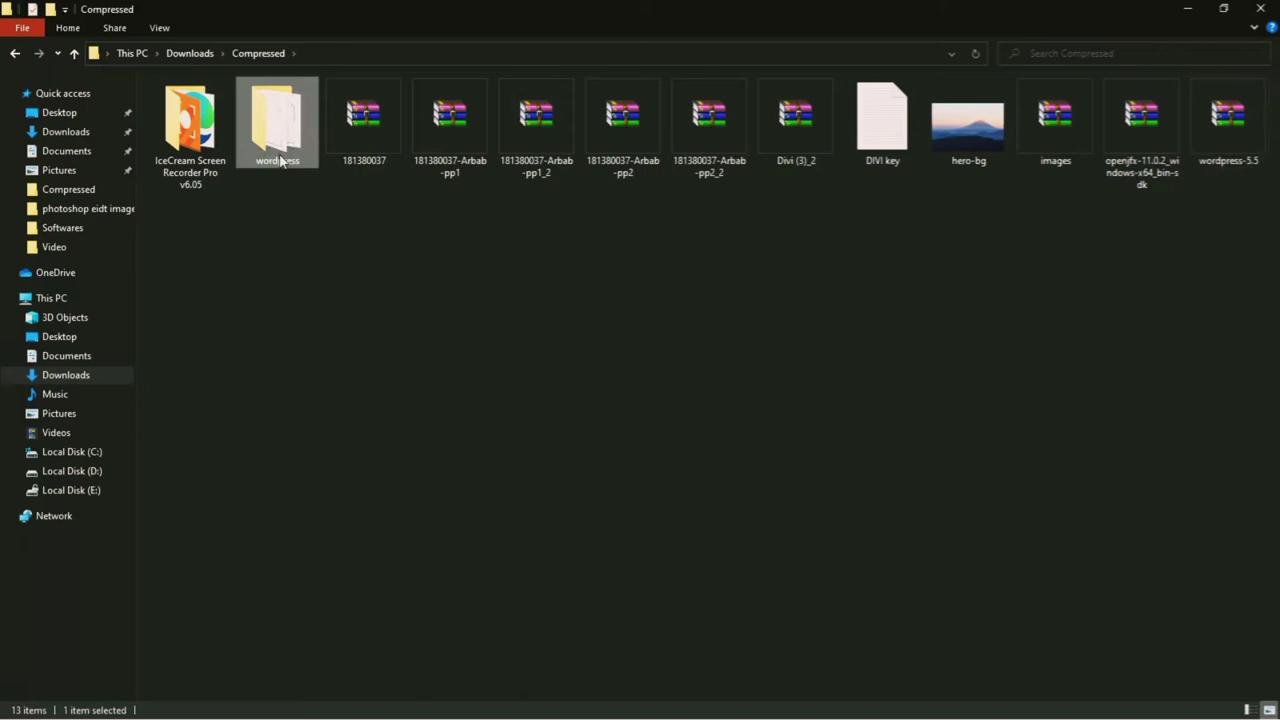 Compressed
File
Home
Share
View
This PC
Downloads
Compressed
Search Compressed
Quick access
Desktop
Downloads
Documents
Pictures
Compressed
photoshop eidt image
Softwares
Video
OneDrive
This PC
3D Objects
Desktop
Documents
Downloads
Music
Pictures
Videos
Local Disk (C:)
Local Disk (D:)
Local Disk (E:)
Network
IceCream Screen
Recorder Pro
v6.05
wordpress
181380037
181380037-Arbab
-pp1
181380037-Arbab
-pp1_2
181380037-Arbab
-pp2
181380037-Arbab
-pp2_2
Divi (3)_2
DIVI key
hero-bg
images
openjfx-11.0.2_wi
ndows-x64_bin-s
dk
wordpress-5.5
13 items
1 item selected